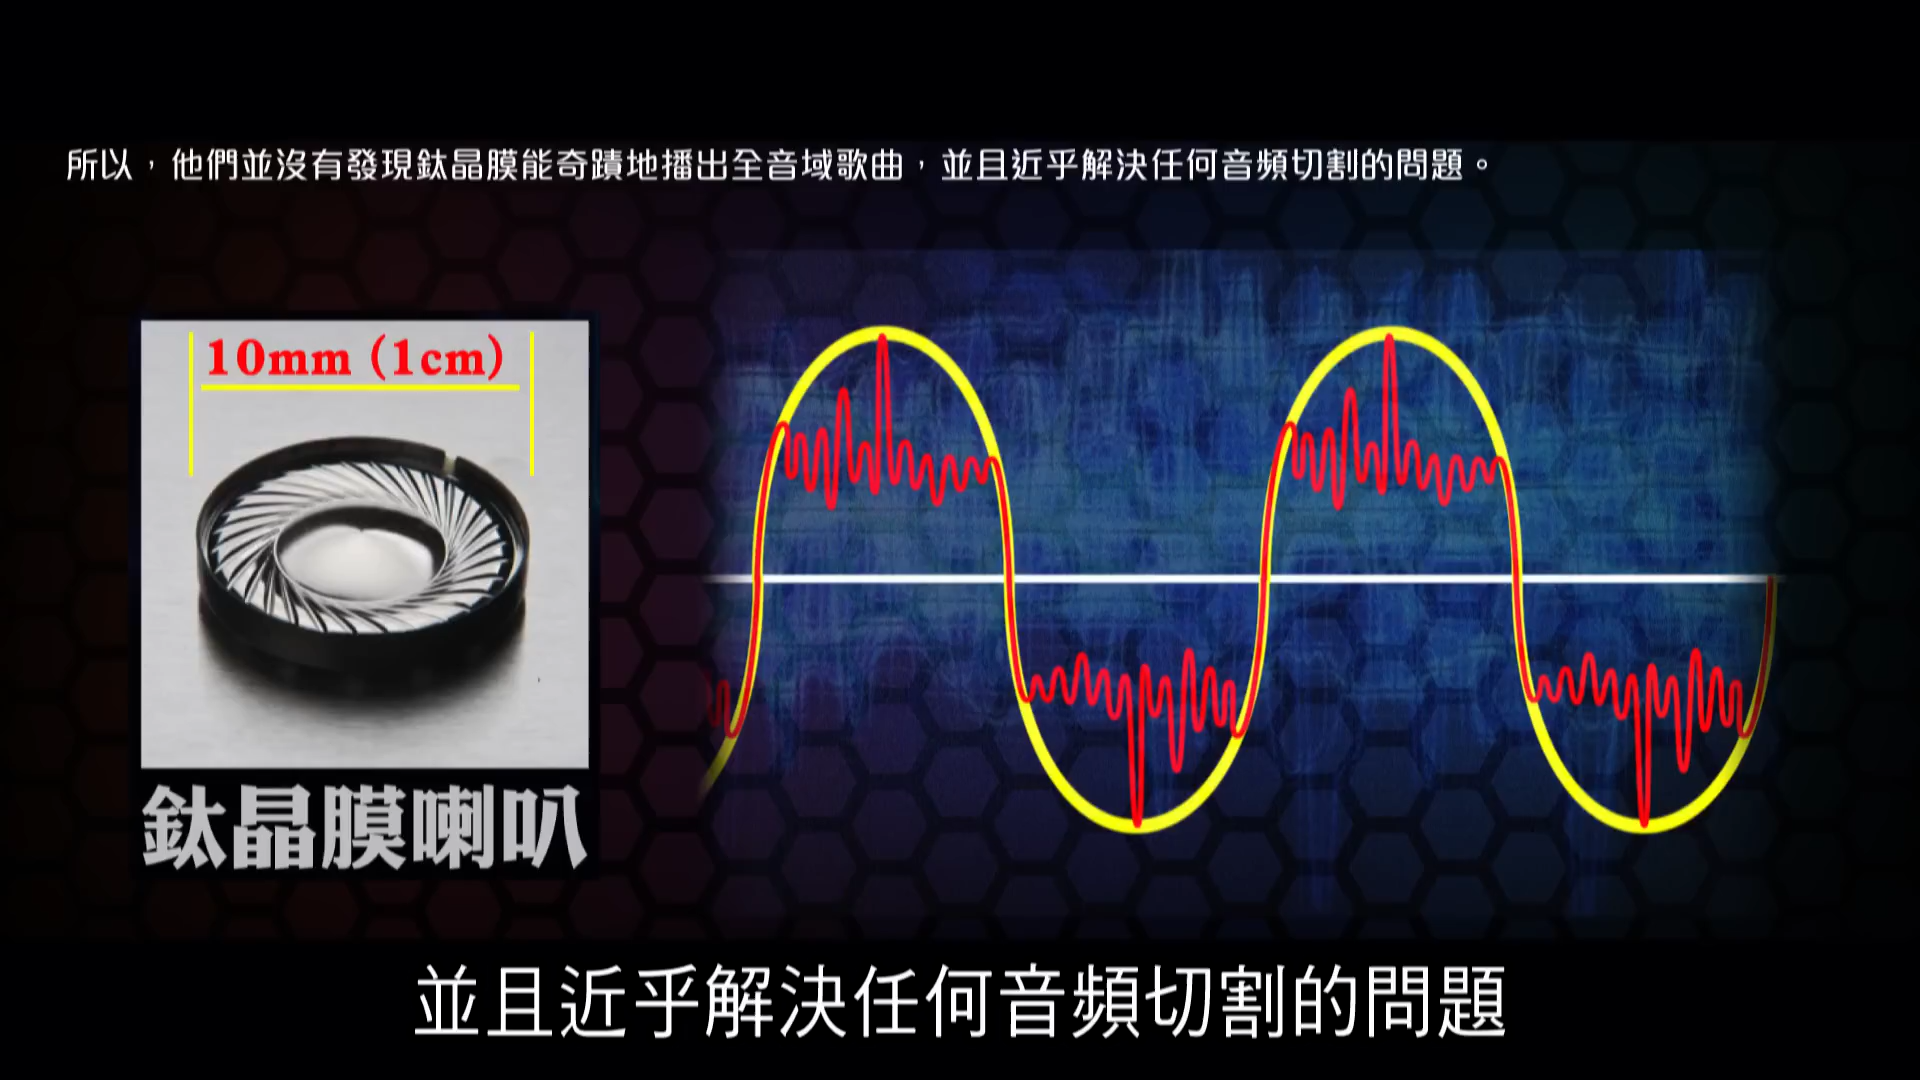 所以，他們並沒有發現鈦晶膜能奇蹟地播出全音域歌曲，並且近乎解決任何音頻切割的問題。
10mm (1cm)
鈦晶膜喇叭
並且近乎解決任何音頻切割的問題